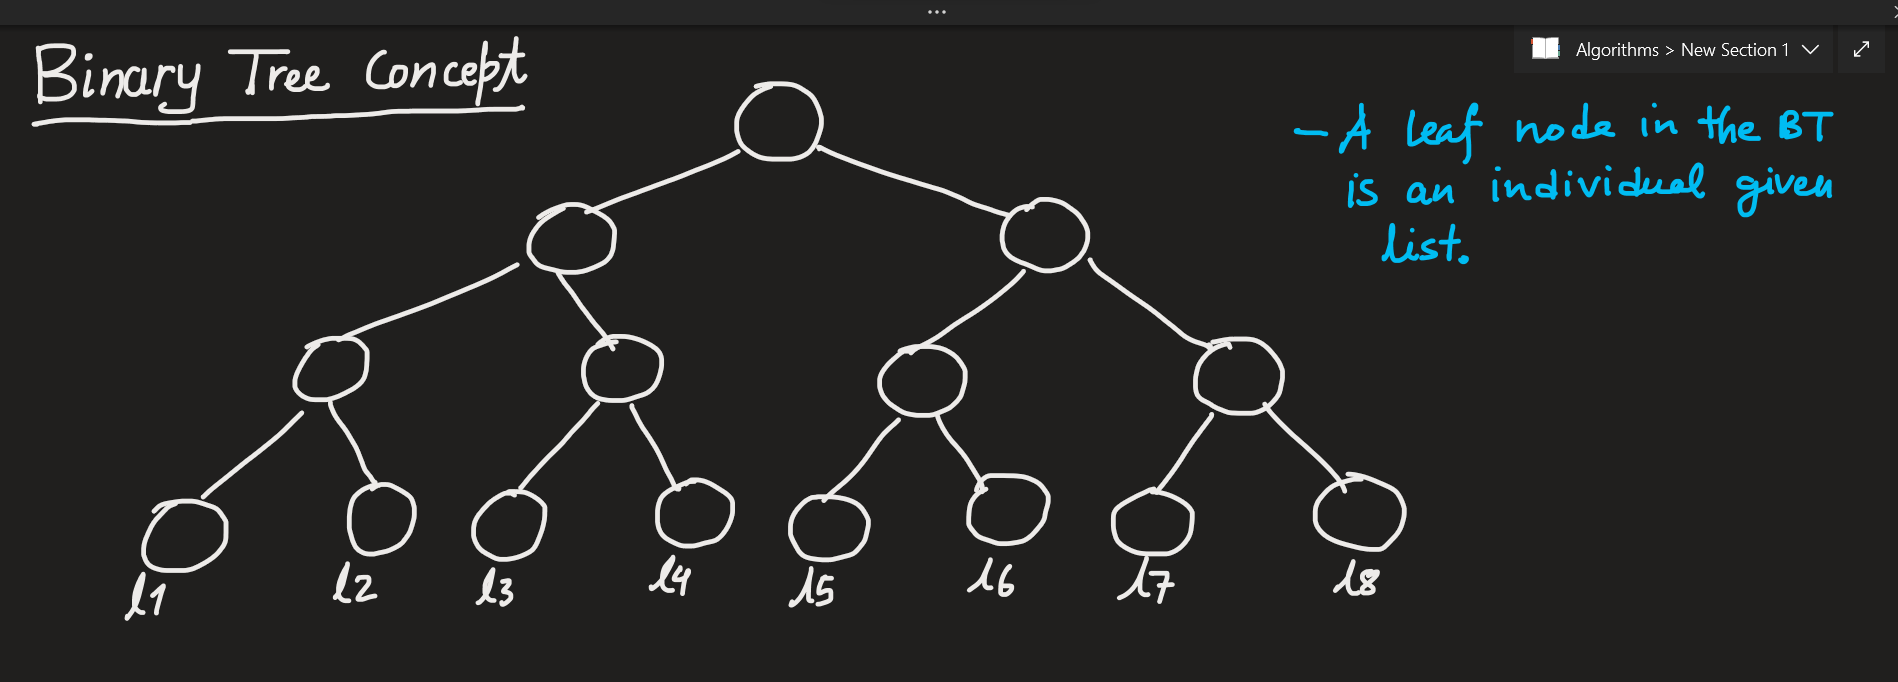 Algorithms > New Section 1
Binary Tree Concept
- A leaf node in the BT
is an individual given
list.
l1 l2 l3 l4 l5 l6 l7 l8